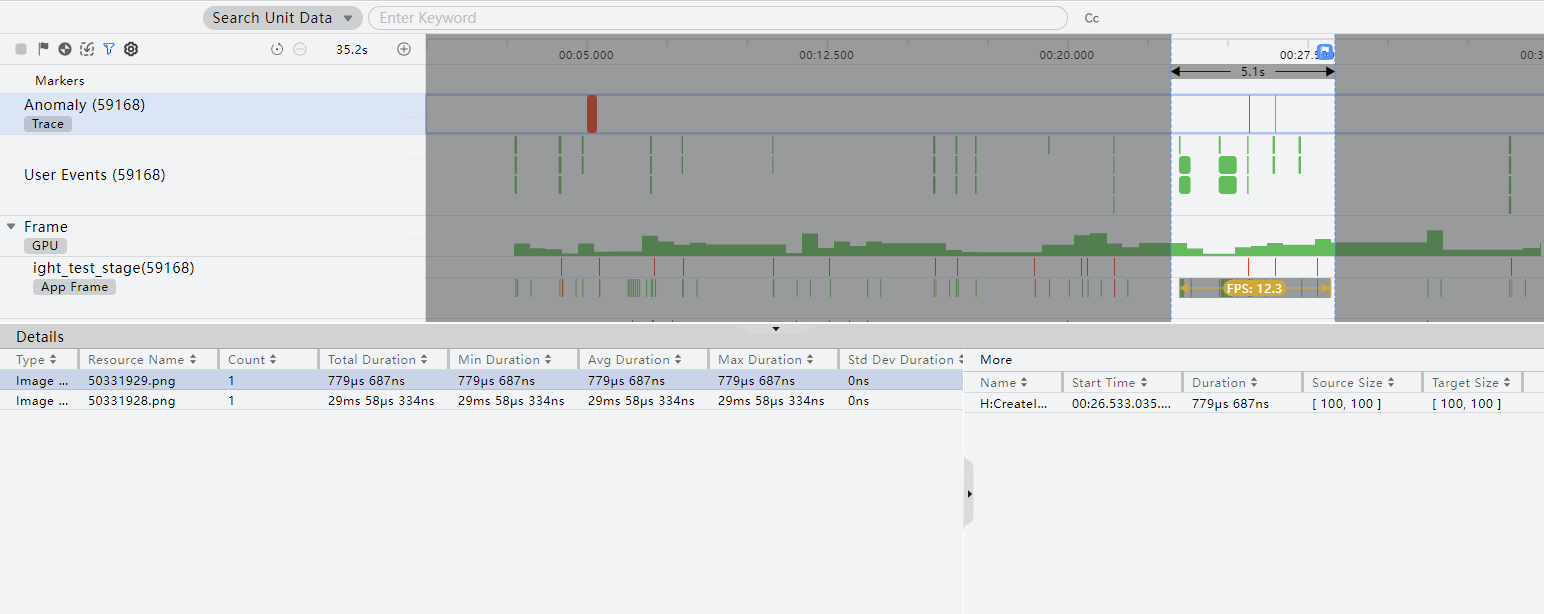 Search Unit Data Enter Keyword Cc
35.2s 00:05.000 00:12.500 00:20.000 00:27.5
5.1s
Markers
Anomaly (59168)
Trace
User Events (59168)
Frame
GPU
ight_test_stage(59168)
App Frame FPS: 12.3
Details
Type Resource Name Count Total Duration Min Duration Avg Duration Max Duration Std Dev Duration
Image ... 50331929.png 1 779μs 687ns 779μs 687ns 779μs 687ns 779μs 687ns 0ns
Image ... 50331928.png 1 29ms 58μs 334ns 29ms 58μs 334ns 29ms 58μs 334ns 29ms 58μs 334ns 0ns
More
Name Start Time Duration Source Size Target Size
H:CreateI... 00:26.533.035.... 779μs 687ns [ 100, 100 ] [ 100, 100 ]